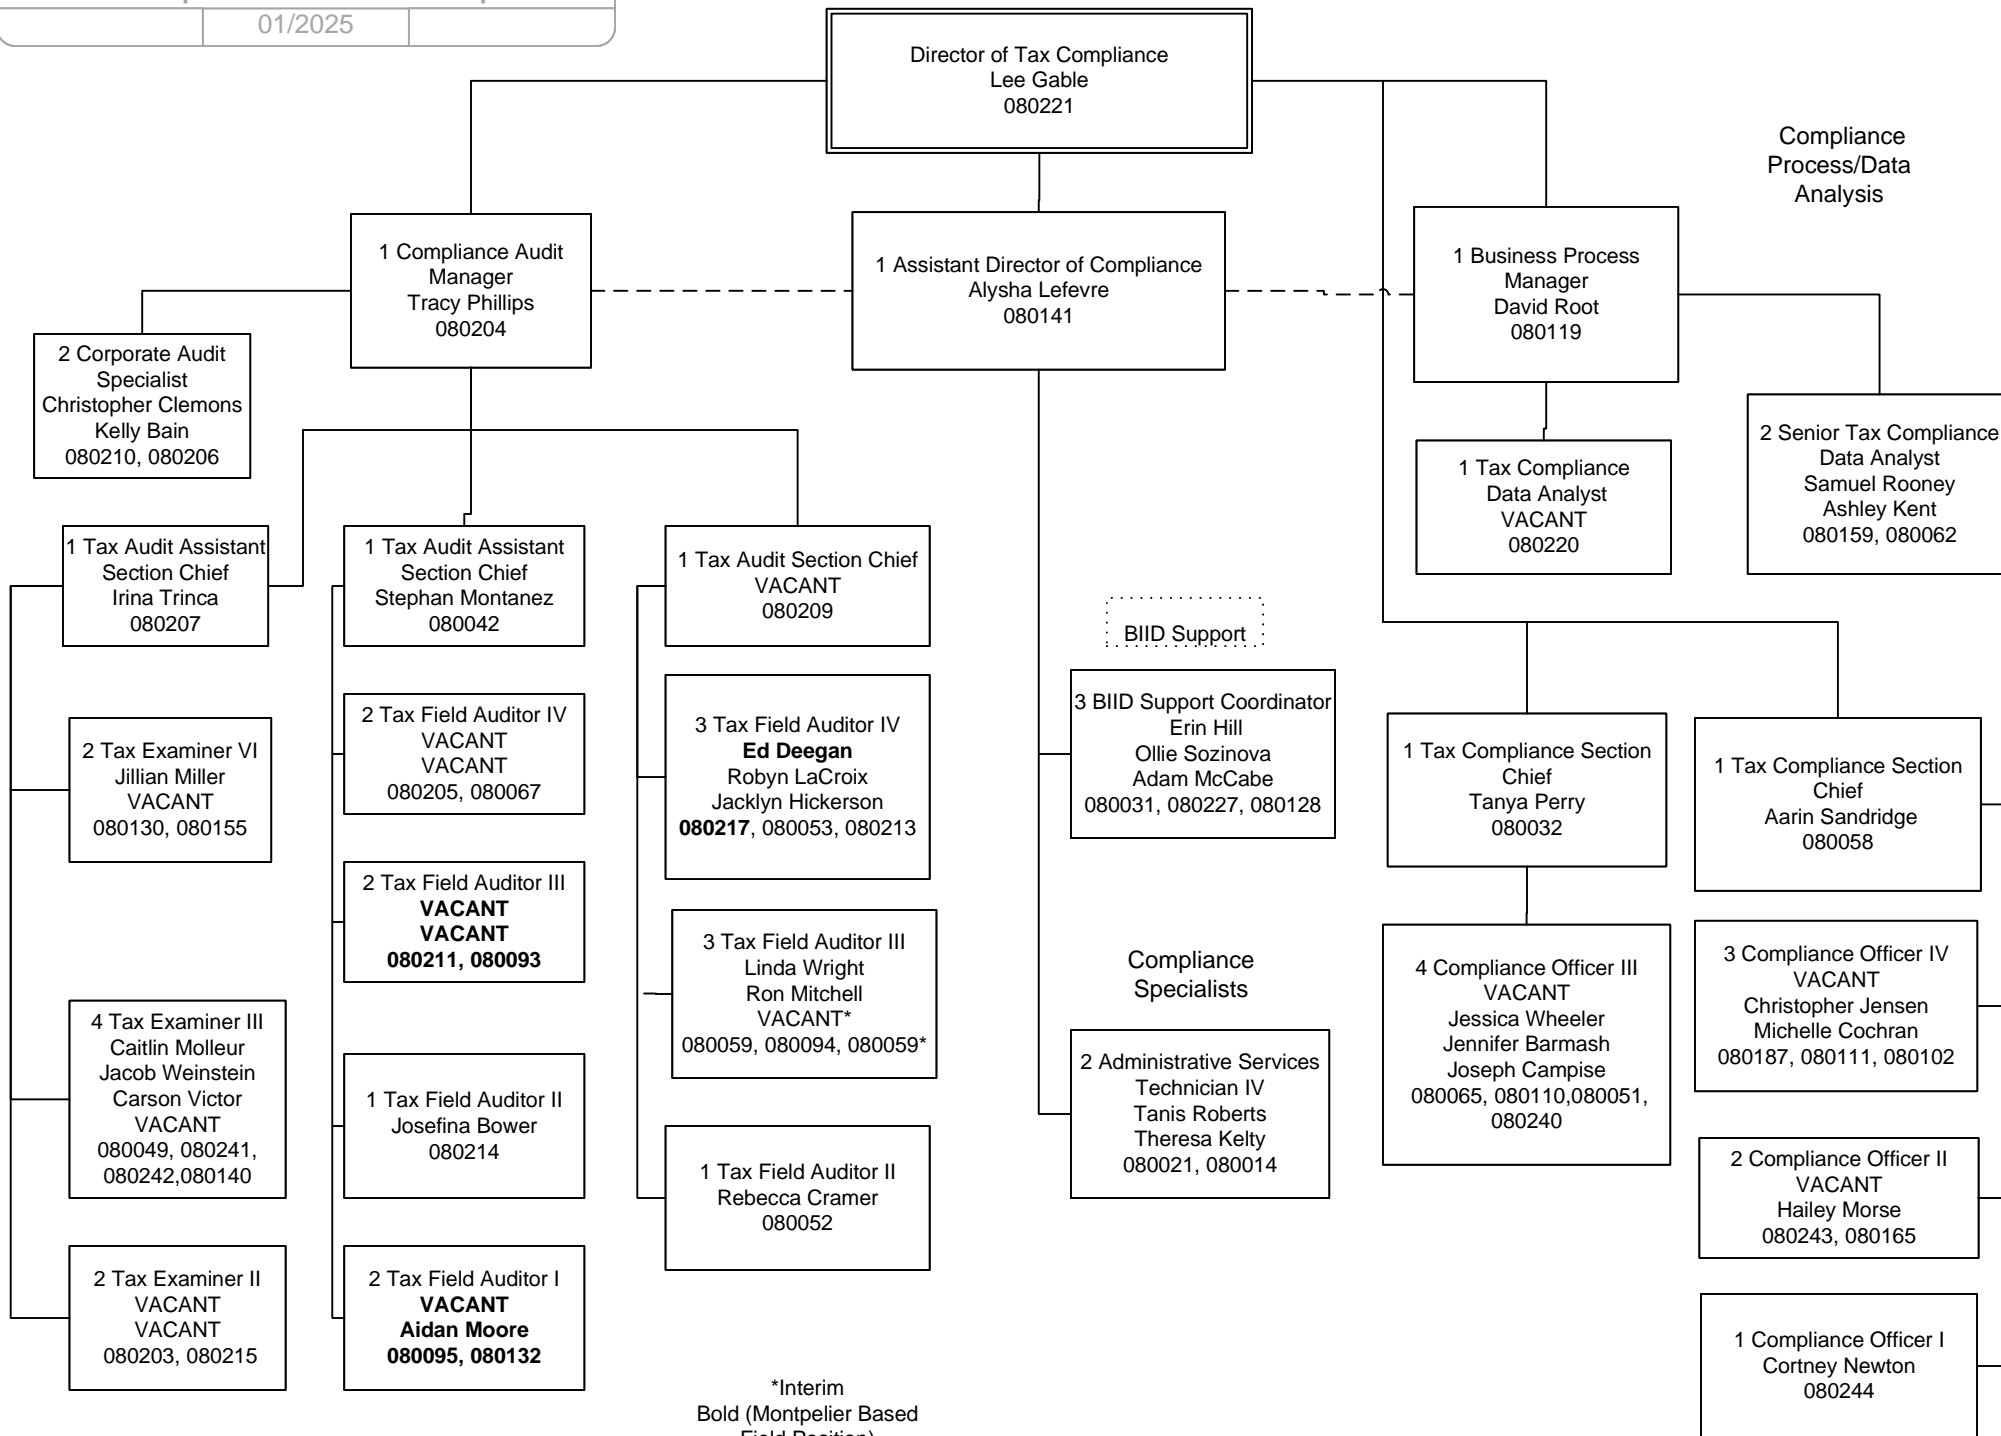 01/2025
Director of Tax Compliance
Lee Gable
080221
Compliance
Process/Data
Analysis
1 Compliance Audit
Manager
Tracy Phillips
080204
1 Assistant Director of Compliance
Alysha Lefevre
080141
1 Business Process
Manager
David Root
080119
2 Corporate Audit
Specialist
Christopher Clemons
Kelly Bain
080210, 080206
1 Tax Compliance
Data Analyst
VACANT
080220
2 Senior Tax Compliance
Data Analyst
Samuel Rooney
Ashley Kent
080159, 080062
1 Tax Audit Assistant
Section Chief
Irina Trinca
080207
1 Tax Audit Assistant
Section Chief
Stephan Montanez
080042
1 Tax Audit Section Chief
VACANT
080209
BIID Support
3 BIID Support Coordinator
Erin Hill
Ollie Sozinova
Adam McCabe
080031, 080227, 080128
2 Tax Examiner VI
Jillian Miller
VACANT
080130, 080155
2 Tax Field Auditor IV
VACANT
VACANT
080205, 080067
3 Tax Field Auditor IV
Ed Deegan
Robyn LaCroix
Jacklyn Hickerson
080217, 080053, 080213
1 Tax Compliance Section
Chief
Tanya Perry
080032
1 Tax Compliance Section
Chief
Aarin Sandridge
080058
2 Tax Field Auditor III
VACANT
VACANT
080211, 080093
3 Tax Field Auditor III
Linda Wright
Ron Mitchell
VACANT*
080059, 080094, 080059*
Compliance
Specialists
4 Compliance Officer III
VACANT
Jessica Wheeler
Jennifer Barmash
Joseph Campise
080065, 080110,080051,
080240
3 Compliance Officer IV
VACANT
Christopher Jensen
Michelle Cochran
080187, 080111, 080102
4 Tax Examiner III
Caitlin Molleur
Jacob Weinstein
Carson Victor
VACANT
080049, 080241,
080242,080140
1 Tax Field Auditor II
Josefina Bower
080214
1 Tax Field Auditor II
Rebecca Cramer
080052
2 Administrative Services
Technician IV
Tanis Roberts
Theresa Kelty
080021, 080014
2 Compliance Officer II
VACANT
Hailey Morse
080243, 080165
2 Tax Examiner II
VACANT
VACANT
080203, 080215
2 Tax Field Auditor I
VACANT
Aidan Moore
080095, 080132
1 Compliance Officer I
Cortney Newton
080244
*Interim
Bold (Montpelier Based
Field Position)